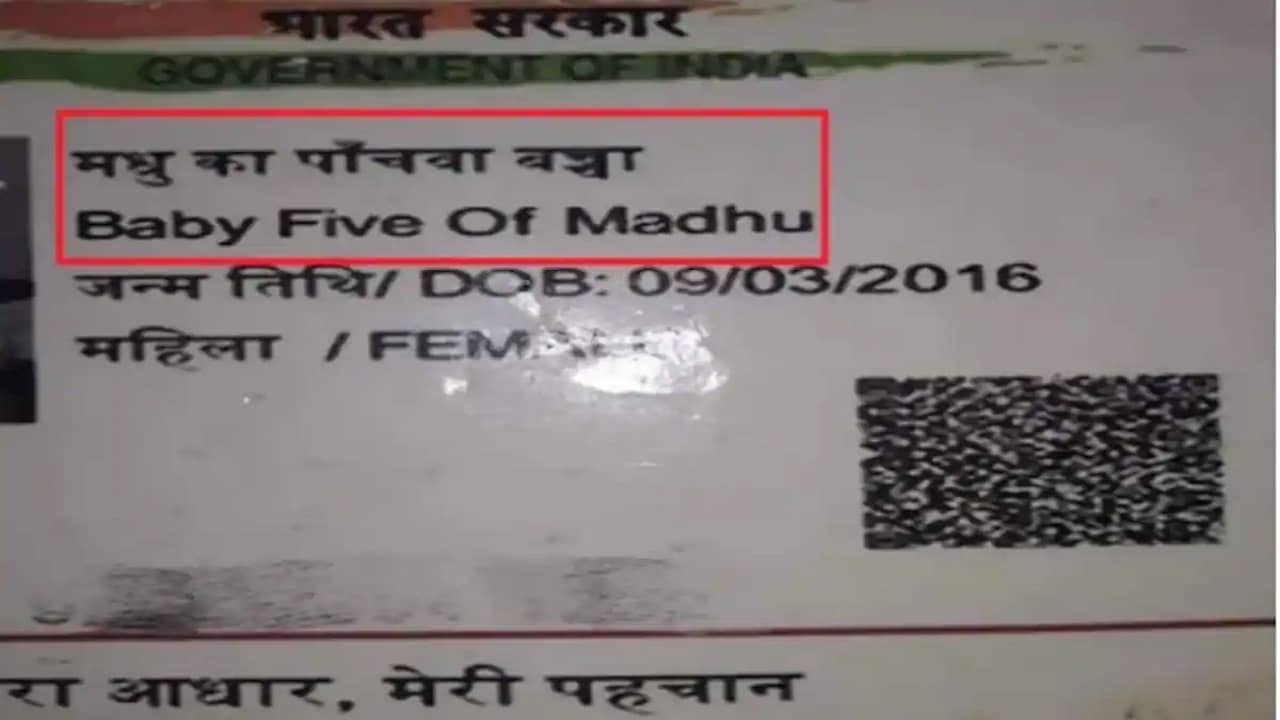 भारत सरकार
GOVERNMENT OF INDIA
मधु का पाँचवा बच्चा
Baby Five Of Madhu
जन्म तिथि/ DOB: 09/03/2016
महिला / FEMALE
आधार, मेरी पहचान